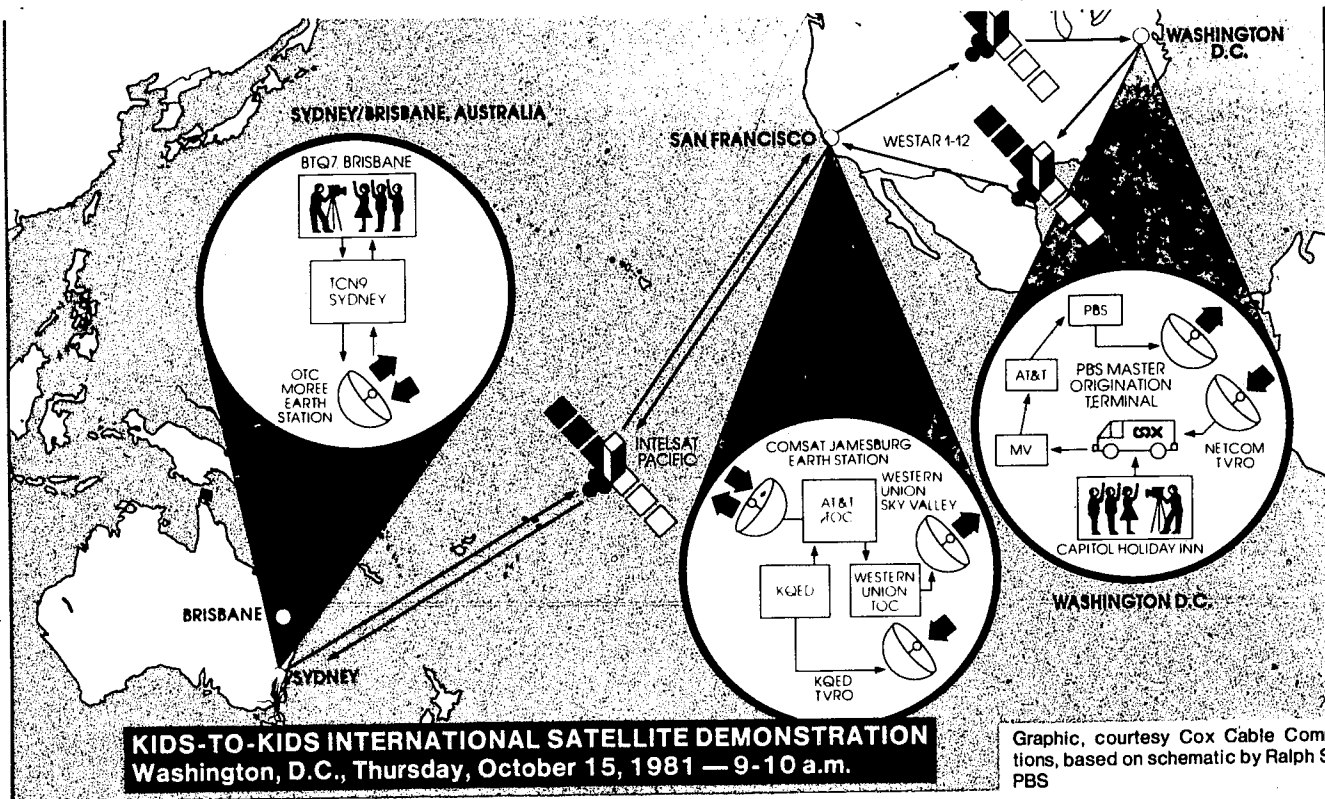 WASHINGTON
D.C.
SYDNEY/BRISBANE, AUSTRALIA
SAN FRANCISCO
WESTAR 1-12
BTQ7 BRISBANE
TCN9
SYDNEY
OTC
MOREE
EARTH
STATION
INTELSAT
PACIFIC
COMSAT JAMESBURG
EARTH STATION
AT&T
TOC
WESTERN
UNION
SKY VALLEY
KQED
WESTERN
UNION
TOC
KQED
TVRO
PBS
AT&T
PBS MASTER
ORIGINATION
TERMINAL
MV
COX
NETCOM
TVRO
CAPITOL HOLIDAY INN
WASHINGTON D.C.
BRISBANE
SYDNEY
KIDS-TO-KIDS INTERNATIONAL SATELLITE DEMONSTRATION
Washington, D.C., Thursday, October 15, 1981 — 9-10 a.m.
Graphic, courtesy Cox Cable Com
tions, based on schematic by Ralph S
PBS